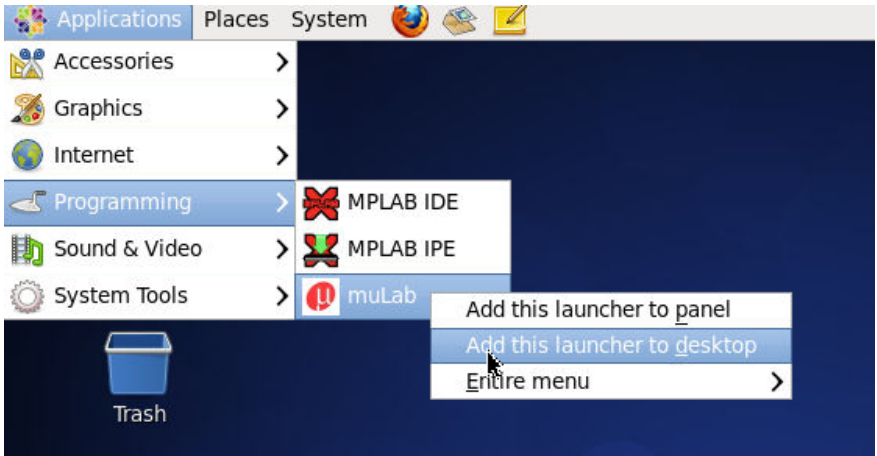 Applications Places System
Accessories
Graphics
Internet
Programming
Sound & Video
System Tools
MPLAB IDE
MPLAB IPE
μ muLab
Add this launcher to panel
Add this launcher to desktop
Entire menu
Trash